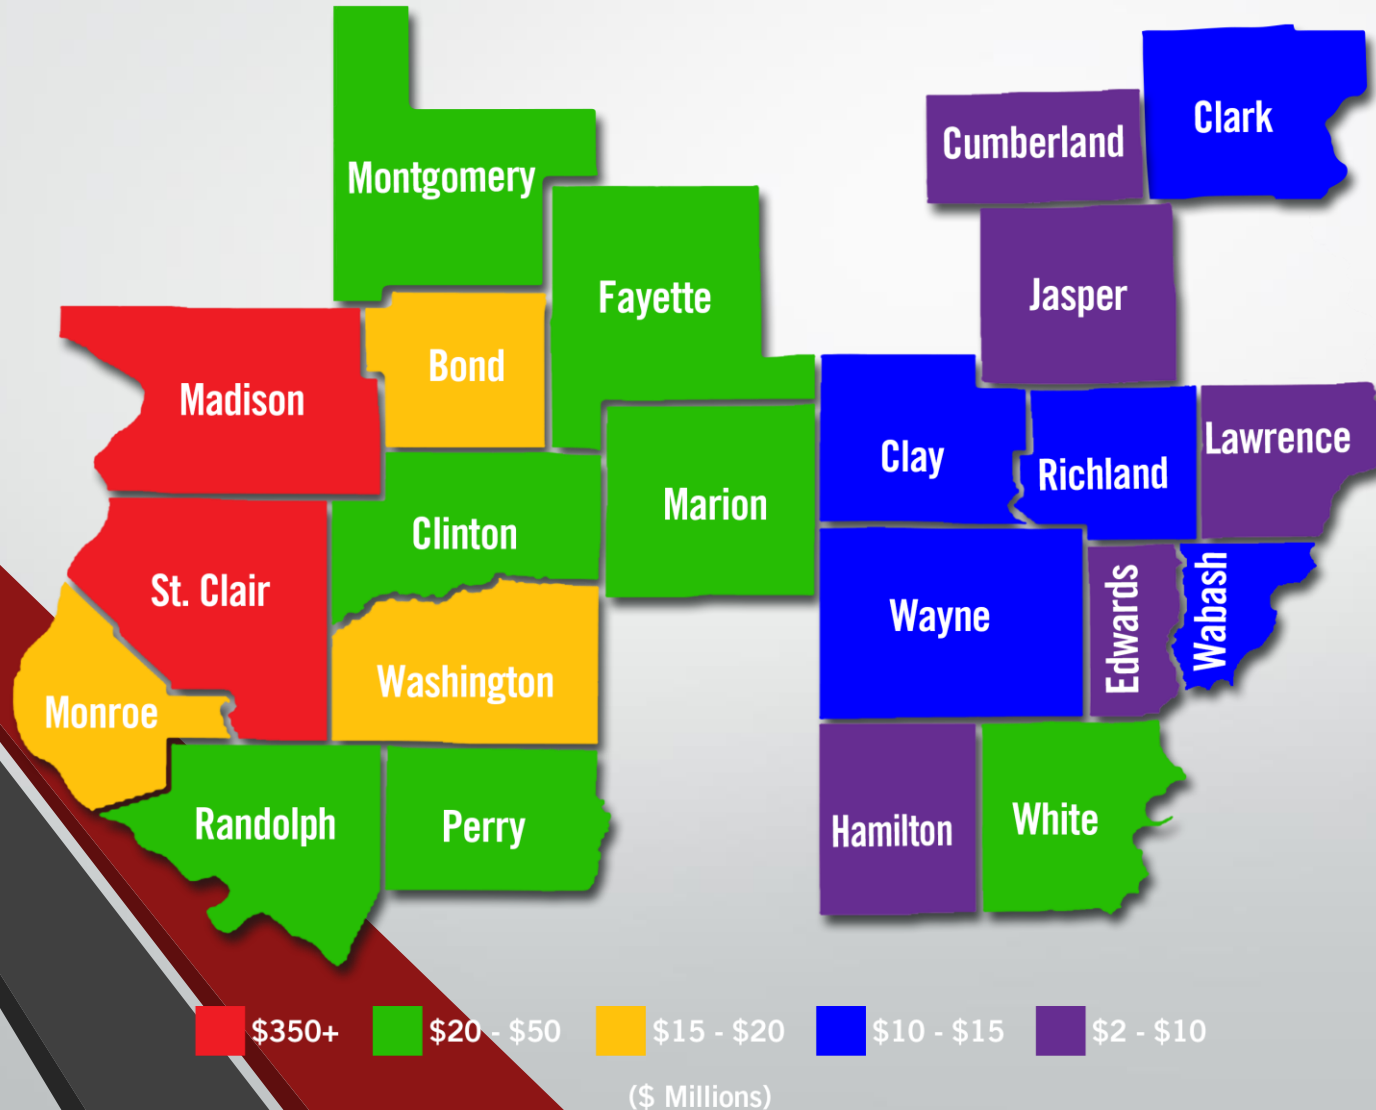 Clark
Cumberland
Montgomery
Jasper
Fayette
Bond
Madison
Lawrence
Clay
Richland
Marion
Clinton
St. Clair
Wabash
Wayne
Edwards
Washington
Monroe
White
Randolph
Perry
Hamilton
$350+ $20 - $50 $15 - $20 $10 - $15 $2 - $10
($ Millions)